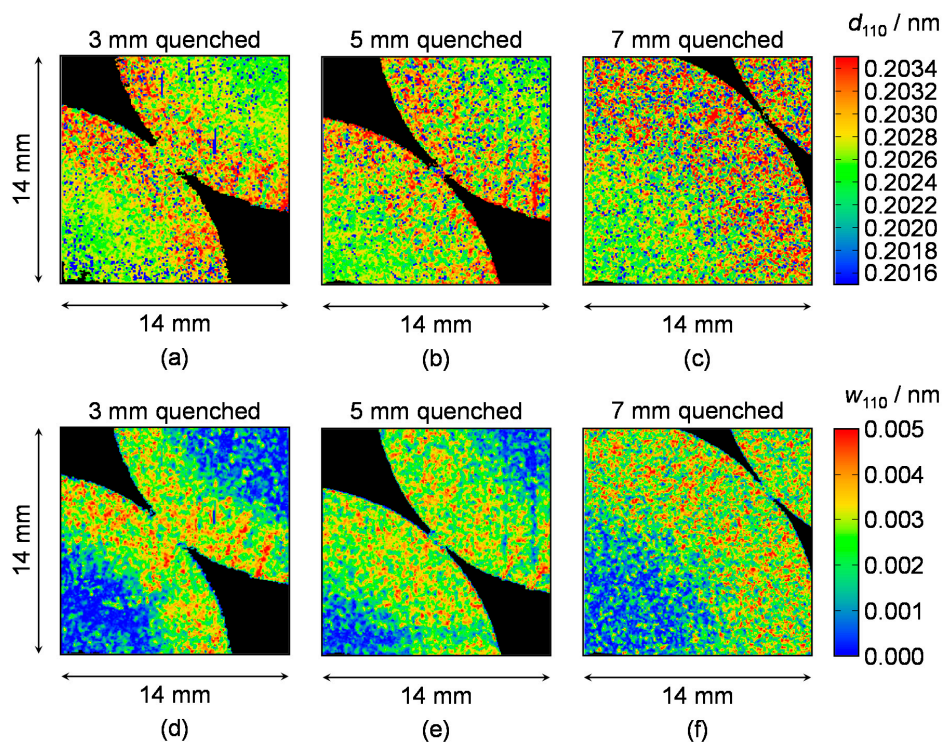 3 mm quenched
5 mm quenched
7 mm quenched
d110 / nm
14 mm
0.2034
0.2032
0.2030
0.2028
0.2026
0.2024
0.2022
0.2020
0.2018
0.2016
14 mm
14 mm
14 mm
(a)
(b)
(c)
3 mm quenched
5 mm quenched
7 mm quenched
w110 / nm
14 mm
0.005
0.004
0.003
0.002
0.001
0.000
14 mm
14 mm
14 mm
(d)
(e)
(f)